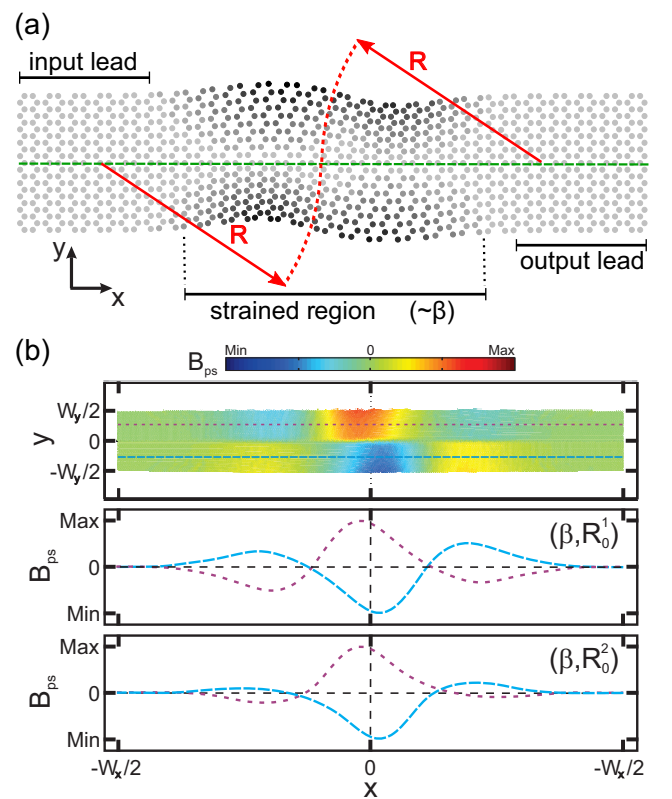 (a)
input lead
R
R
y
x
output lead
strained region (~β)
(b)
B_ps Min 0 Max
W_y/2
y 0
-W_y/2
Max
B_ps 0
Min
(β,R_0^1)
Max
B_ps 0
Min
(β,R_0^2)
-W_x/2 0 -W_x/2
x